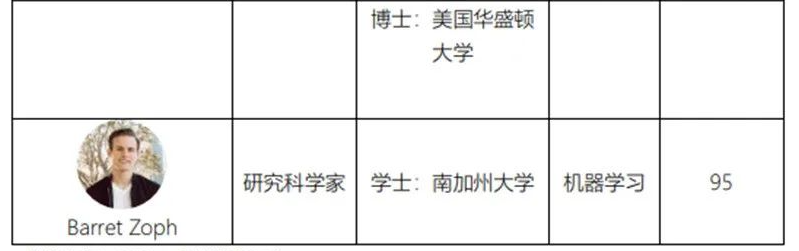 博士：美国华盛顿
大学
Barret Zoph
研究科学家
学士：南加州大学
机器学习
95